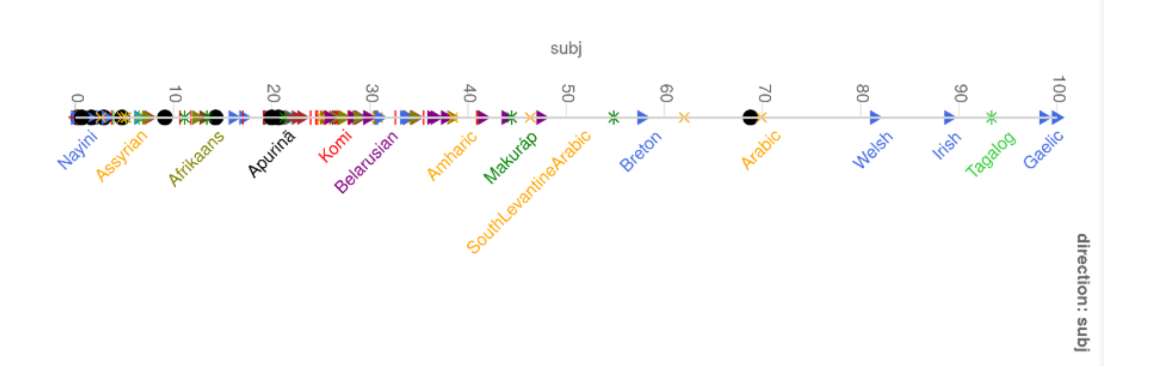 subj
0
10
20
30
40
50
60
70
80
90
100
Nayini
Assyrian
Afrikaans
Apurinã
Komi
Belarusian
Amharic
Makuráp
SouthLevantineArabic
Breton
Arabic
Welsh
Irish
Tagalog
Gaelic
direction: subj